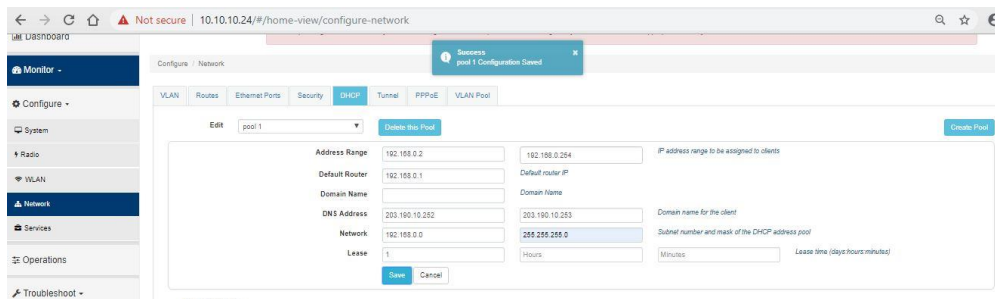 Not secure | 10.10.10.24/#/home-view/configure-network
Dashboard
Success
pool 1 Configuration Saved
x
Monitor -
Configure / Network
Configure -
VLAN Routes Ethernet Ports Security DHCP Tunnel PPPoE VLAN Pool
System
Edit pool 1 Delete this Pool Create Pool
Radio
Address Range 192.168.0.2 192.168.0.254 IP address range to be assigned to clients
WLAN
Default Router 192.168.0.1 Default router IP
Network
Domain Name Domain Name
Services
DNS Address 203.190.10.252 203.190.10.253 Domain name for the client
Network 192.168.0.0 255.255.255.0 Subnet number and mask of the DHCP address pool
Operations
Lease 1 Hours Minutes Lease time (days:hours:minutes)
Save Cancel
Troubleshoot -